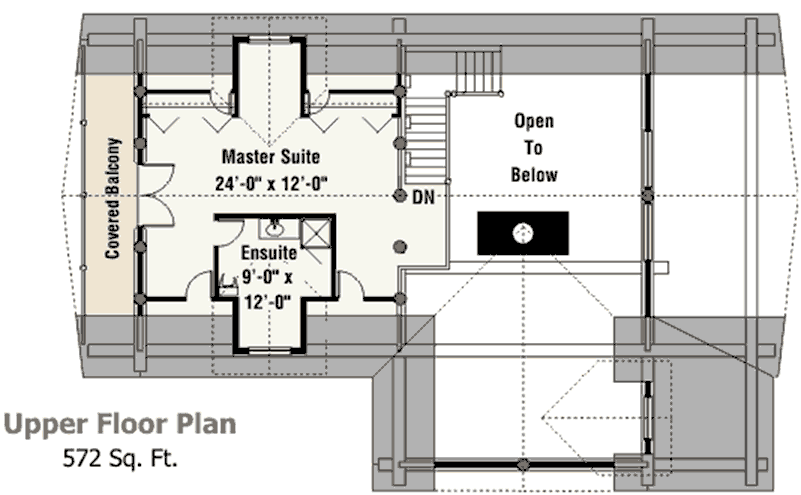 Covered Balcony
Master Suite
24'-0" x 12'-0"
Open
To
Below
DN
Ensuite
9'-0" x
12'-0"
Upper Floor Plan
572 Sq. Ft.